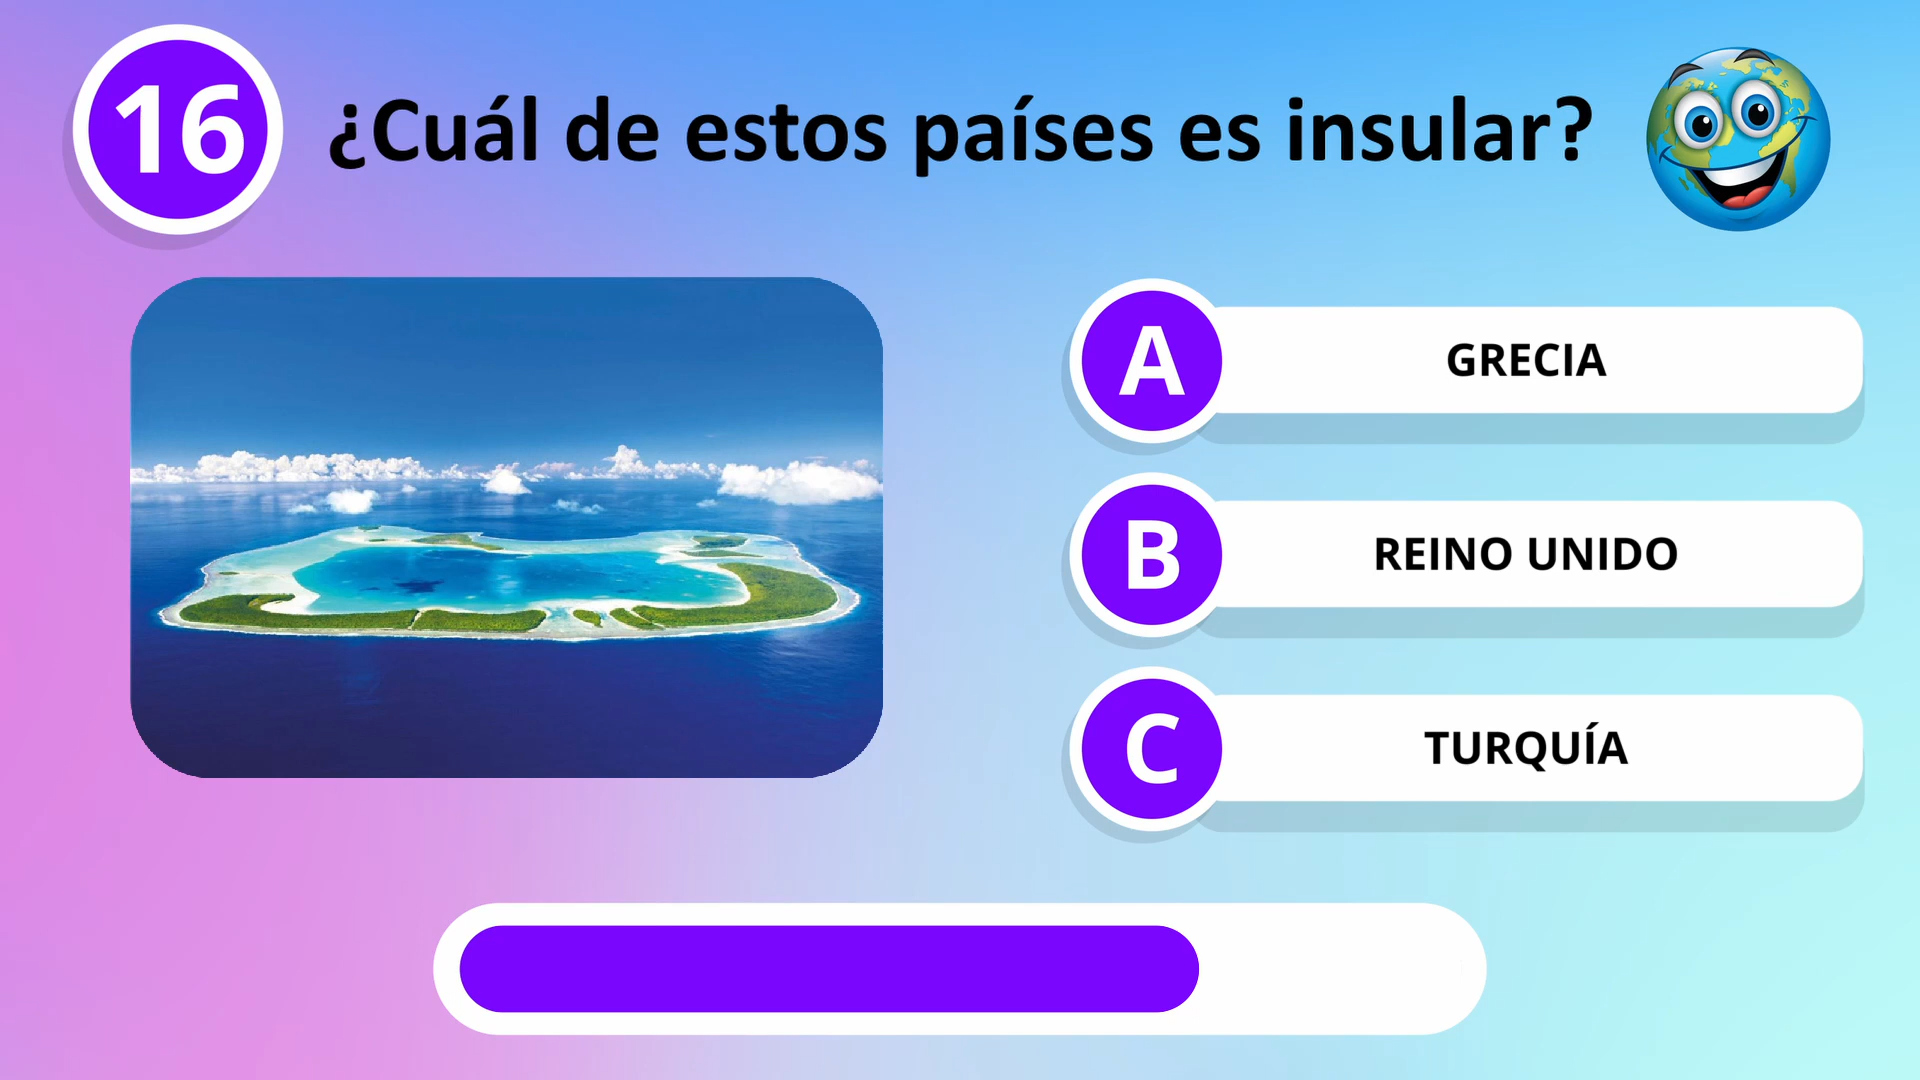 16
¿Cuál de estos países es insular?
A
GRECIA
B
REINO UNIDO
C
TURQUÍA